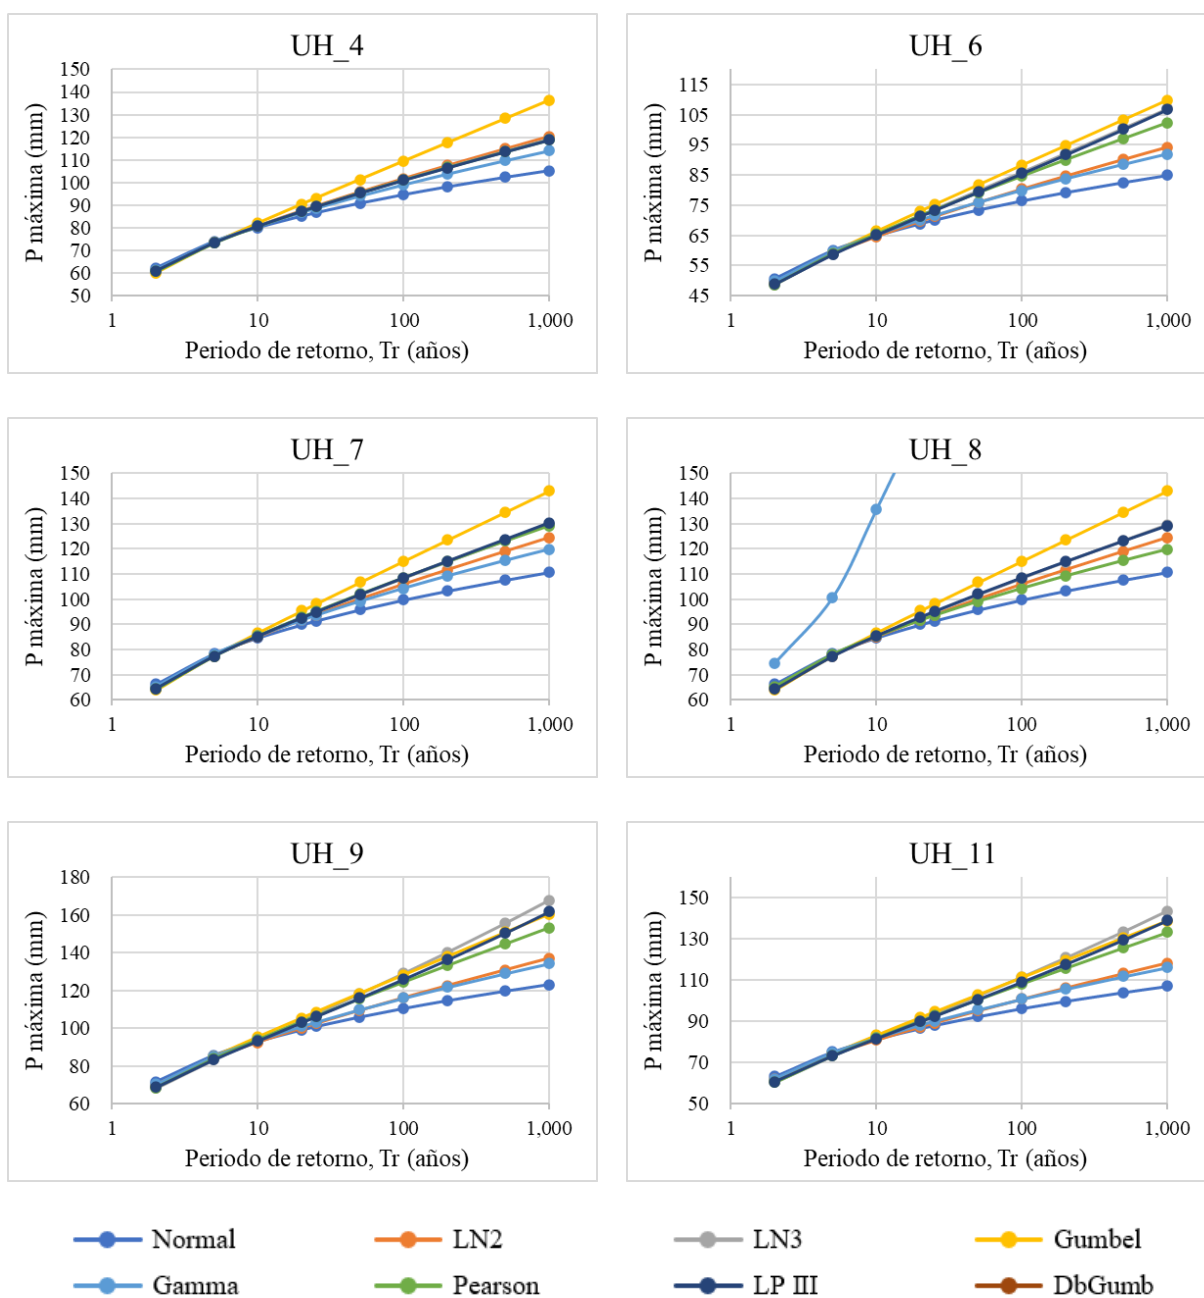 UH_4
150
140
130
120
110
100
90
80
70
60
50
P máxima (mm)
1 10 100 1,000
Periodo de retorno, Tr (años)
UH_6
115
105
95
85
75
65
55
45
P máxima (mm)
1 10 100 1,000
Periodo de retorno, Tr (años)
UH_7
150
140
130
120
110
100
90
80
70
60
P máxima (mm)
1 10 100 1,000
Periodo de retorno, Tr (años)
UH_8
150
140
130
120
110
100
90
80
70
60
P máxima (mm)
1 10 100 1,000
Periodo de retorno, Tr (años)
UH_9
180
160
140
120
100
80
60
P máxima (mm)
1 10 100 1,000
Periodo de retorno, Tr (años)
UH_11
150
130
110
90
70
50
P máxima (mm)
1 10 100 1,000
Periodo de retorno, Tr (años)
Normal LN2 LN3 Gumbel
Gamma Pearson LP III DbGumb